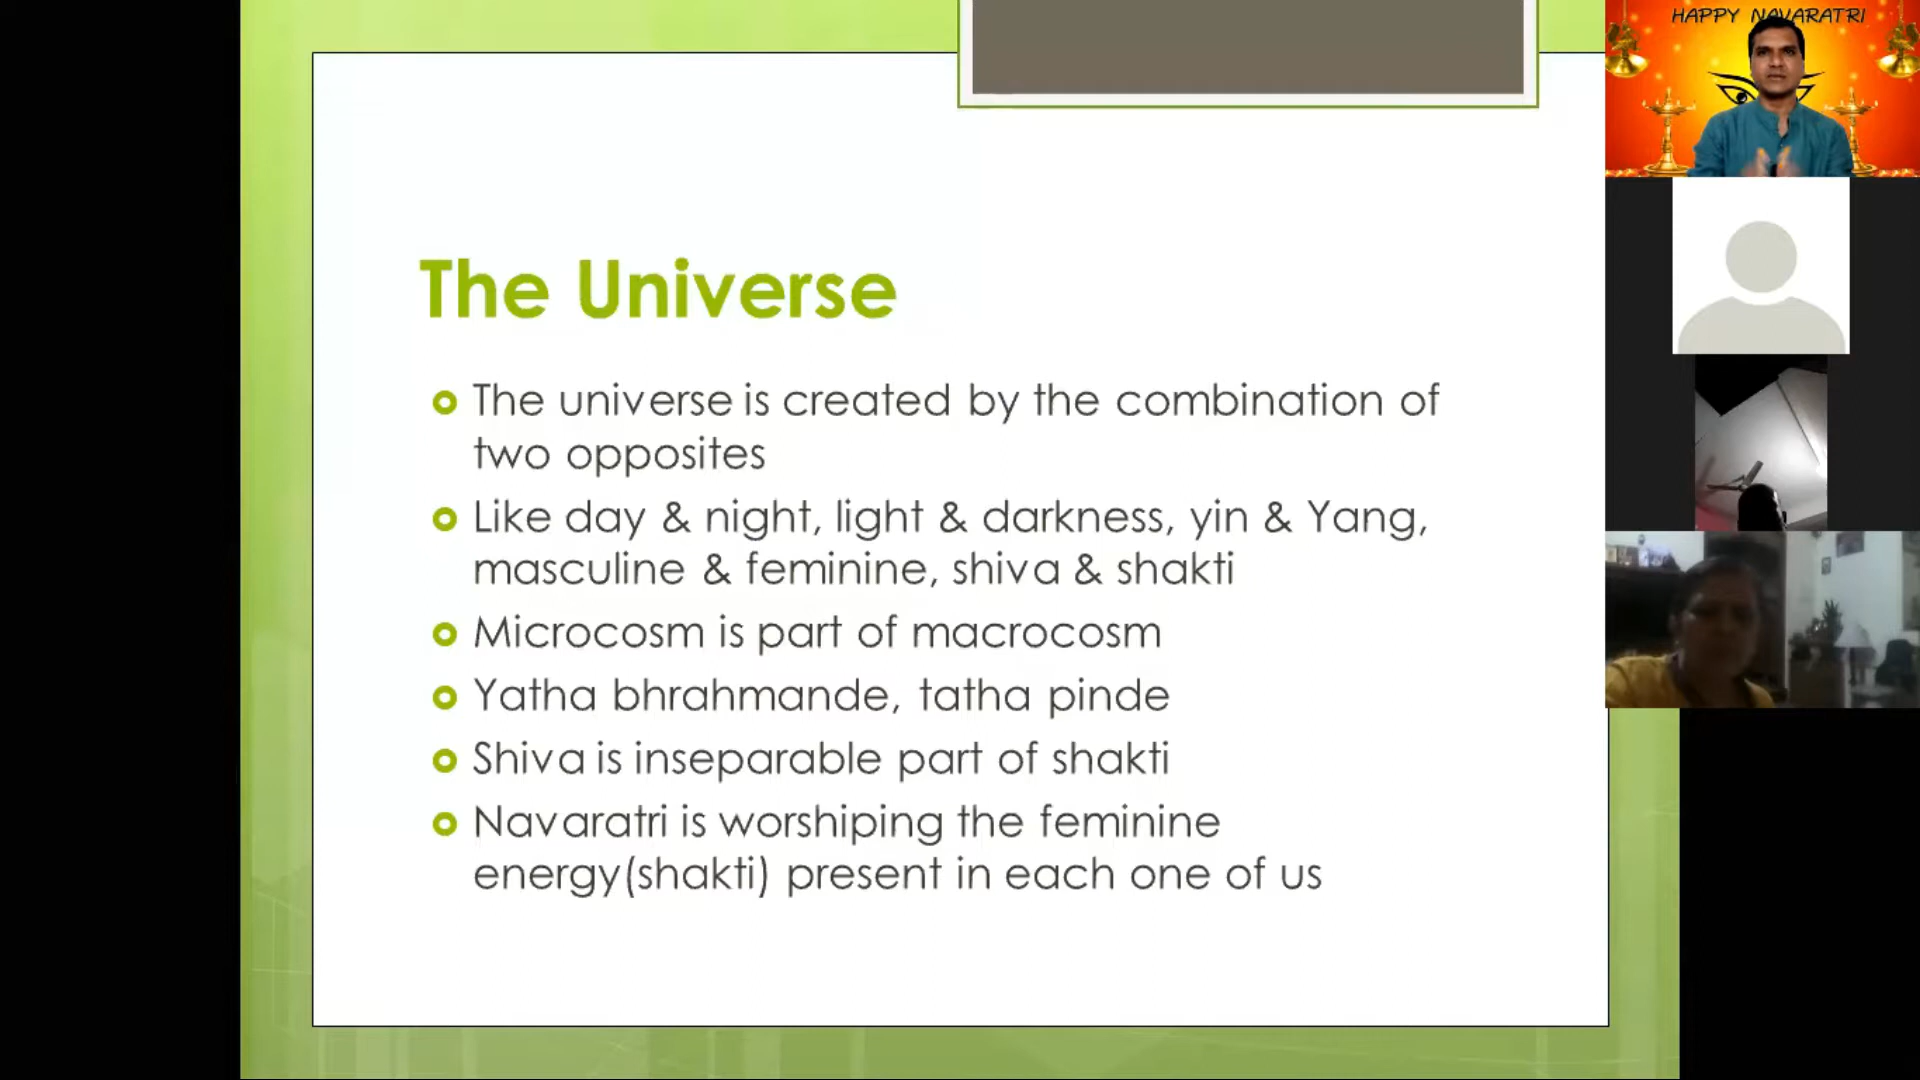 HAPPY NAVARATRI
The Universe
The universe is created by the combination of
two opposites
Like day & night, light & darkness, yin & Yang,
masculine & feminine, shiva & shakti
Microcosm is part of macrocosm
Yatha bhrahmande, tatha pinde
Shiva is inseparable part of shakti
Navaratri is worshiping the feminine
energy(shakti) present in each one of us